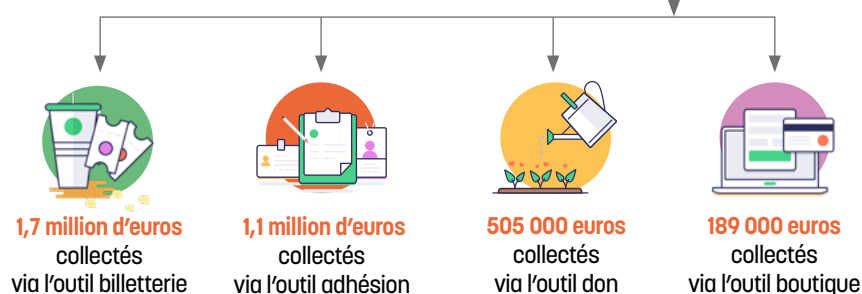 1,7 million d'euros
collectés
via l'outil billetterie
1,1 million d'euros
collectés
via l'outil adhésion
505 000 euros
collectés
via l'outil don
189 000 euros
collectés
via l'outil boutique